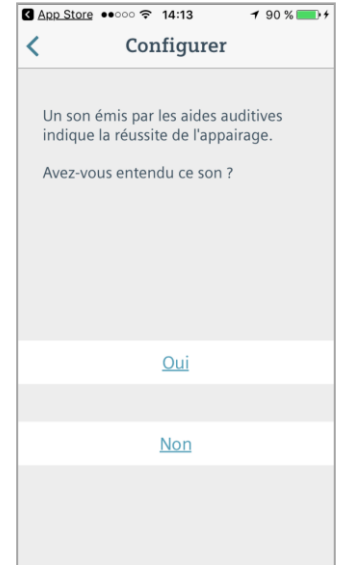 App Store 14:13 90 %
Configurer
Un son émis par les aides auditives
indique la réussite de l'appairage.
Avez-vous entendu ce son ?
Oui
Non